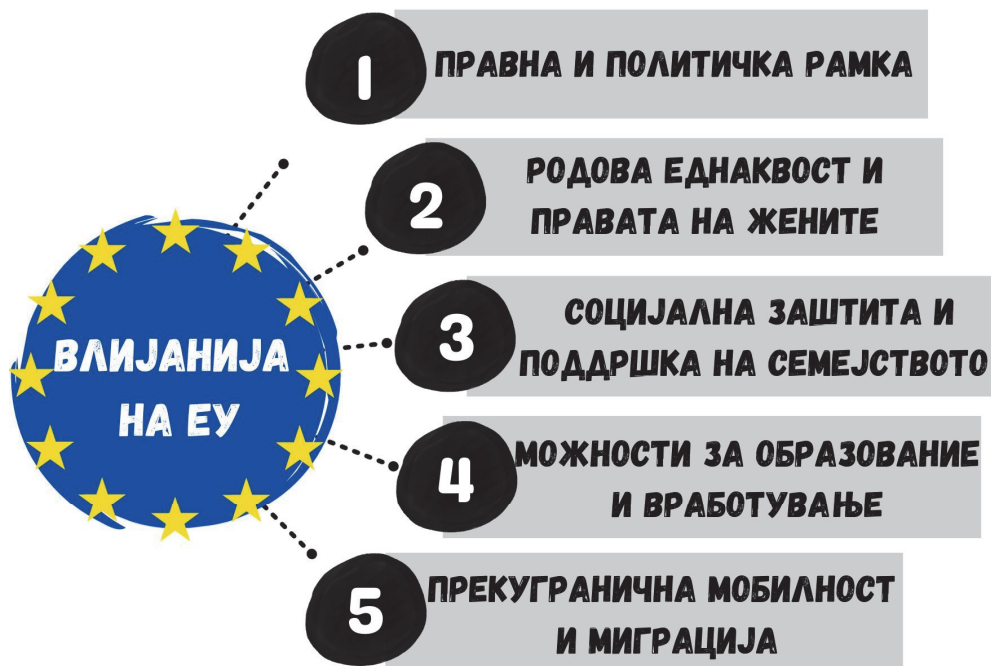 1
ПРАВНА И ПОЛИТИЧКА РАМКА
2
РОДОВА ЕДНАКВОСТ И
ПРАВАТА НА ЖЕНИТЕ
ВЛИЈАНИЈА
НА ЕУ
3
СОЦИЈАЛНА ЗАШТИТА И
ПОДДРШКА НА СЕМЕЈСТВОТО
4
МОЖНОСТИ ЗА ОБРАЗОВАНИЕ
И ВРАБОТУВАЊЕ
5
ПРЕКУГРАНИЧНА МОБИЛНОСТ
И МИГРАЦИЈА